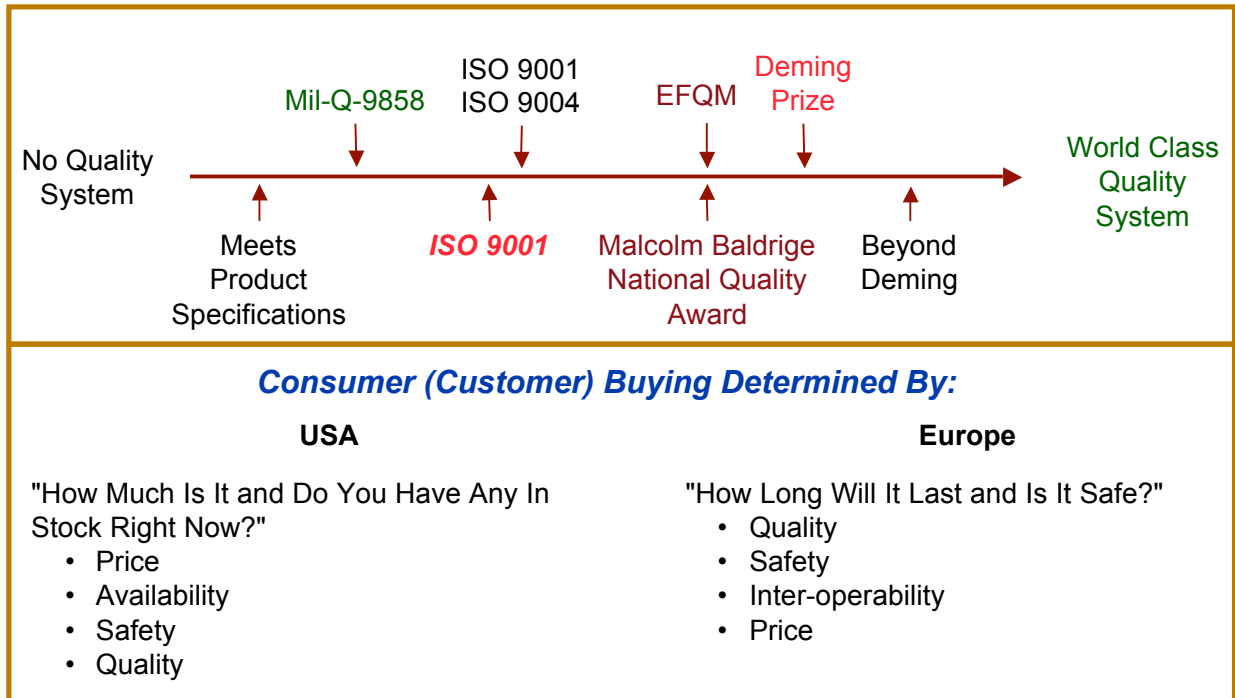 No Quality
System
Mil-Q-9858
ISO 9001
ISO 9004
EFQM
Deming
Prize
World Class
Quality
System
Meets
Product
Specifications
ISO 9001
Malcolm Baldrige
National Quality
Award
Beyond
Deming
Consumer (Customer) Buying Determined By:
USA
"How Much Is It and Do You Have Any In
Stock Right Now?"
• Price
• Availability
• Safety
• Quality
Europe
"How Long Will It Last and Is It Safe?"
• Quality
• Safety
• Inter-operability
• Price